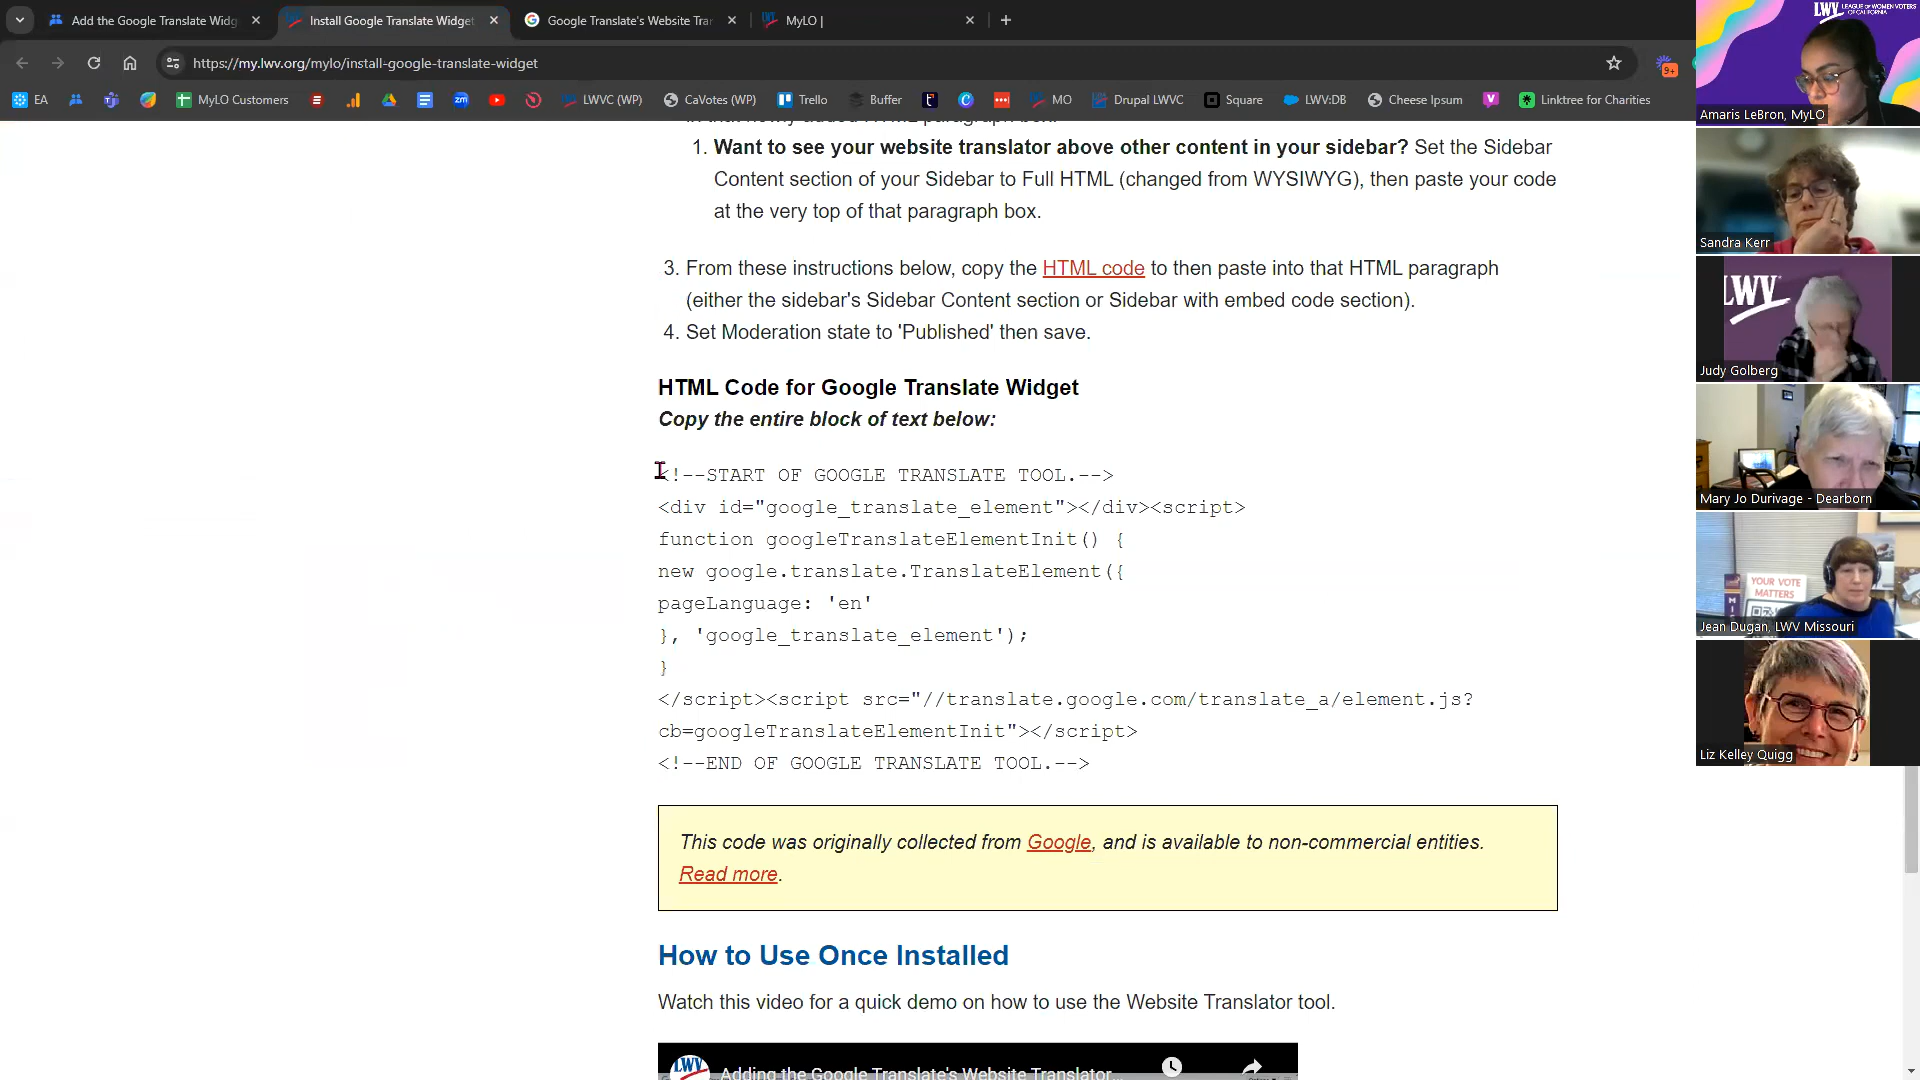 Add the Google Translate Widg
Install Google Translate Widget
Google Translate's Website Tran
MyLO |
https://my.lwv.org/mylo/install-google-translate-widget
9+
EA
MyLO Customers
LWVC (WP)
CaVotes (WP)
Trello
Buffer
MO
Drupal LWVC
Square
LWV:DB
Cheese Ipsum
Linktree for Charities
1. Want to see your website translator above other content in your sidebar? Set the Sidebar
Content section of your Sidebar to Full HTML (changed from WYSIWYG), then paste your code
at the very top of that paragraph box.
3. From these instructions below, copy the HTML code to then paste into that HTML paragraph
(either the sidebar's Sidebar Content section or Sidebar with embed code section).
4. Set Moderation state to 'Published' then save.
HTML Code for Google Translate Widget
Copy the entire block of text below:
<!--START OF GOOGLE TRANSLATE TOOL.-->
<div id="google_translate_element"></div><script>
function googleTranslateElementInit() {
new google.translate.TranslateElement({
pageLanguage: 'en'
}, 'google_translate_element');
}
</script><script src="//translate.google.com/translate_a/element.js?
cb=googleTranslateElementInit"></script>
<!--END OF GOOGLE TRANSLATE TOOL.-->
This code was originally collected from Google, and is available to non-commercial entities.
Read more.
How to Use Once Installed
Watch this video for a quick demo on how to use the Website Translator tool.
LWV
Adding the Google Translate's Website Translator...
LWV LEAGUE OF WOMEN VOTERS
OF CALIFORNIA
Amaris LeBron, MyLO
Sandra Kerr
LWV
Judy Golberg
Mary Jo Durivage - Dearborn
YOUR VOTE
MATTERS
Jean Dugan, LWV Missouri
Liz Kelley Quigg